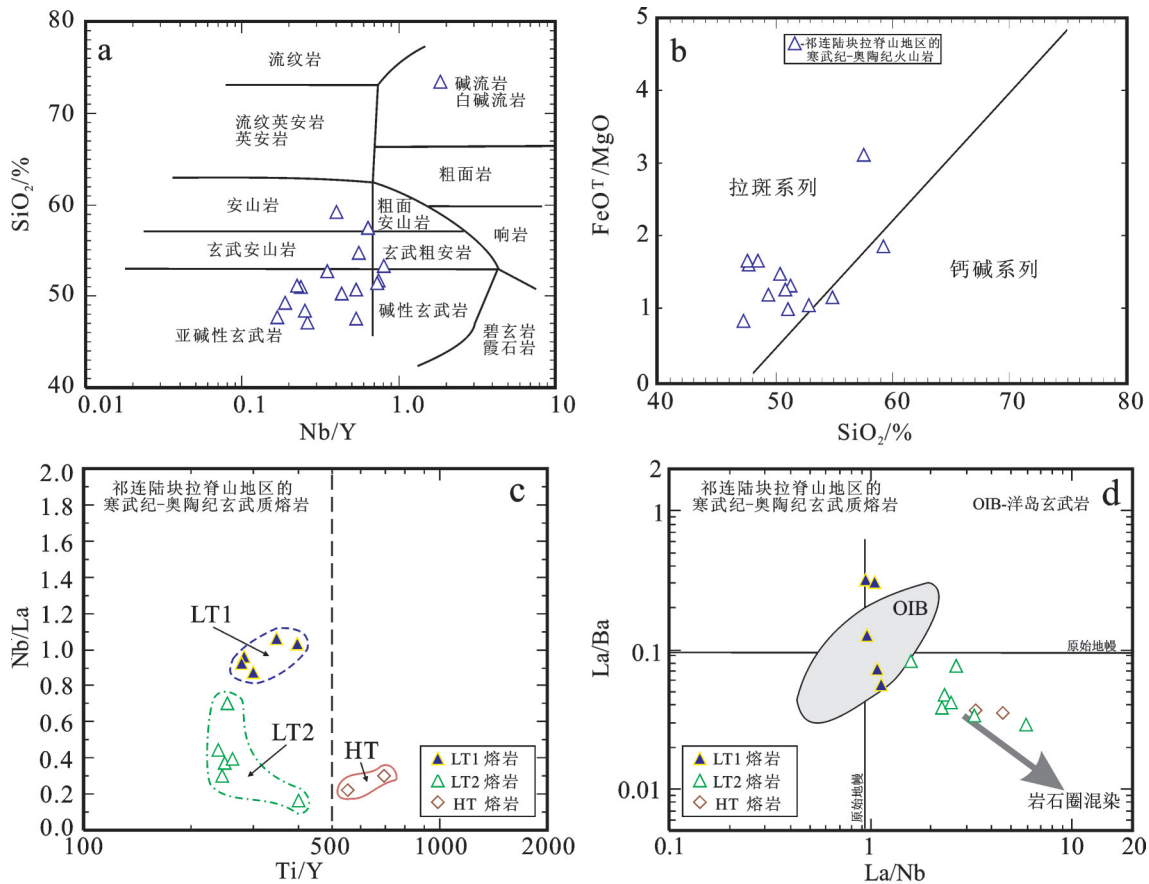 a
80
70
60
50
40
SiO₂/%
0.01
0.1
1.0
10
Nb/Y
流纹岩
碱流岩
白碱流岩
流纹英安岩
英安岩
粗面岩
安山岩
粗面
安山岩
响岩
玄武安山岩
玄武粗安岩
碱性玄武岩
亚碱性玄武岩
碧玄岩
霞石岩
b
5
4
3
2
1
0
FeOᵀ/MgO
40
50
60
70
80
SiO₂/%
祁连陆块拉脊山地区的
寒武纪-奥陶纪火山岩
拉斑系列
钙碱系列
c
2.0
1.8
1.6
1.4
1.2
1.0
0.8
0.6
0.4
0.2
0.0
Nb/La
100
500
1000
2000
Ti/Y
祁连陆块拉脊山地区的
寒武纪-奥陶纪玄武质熔岩
LT1
LT2
HT
LT1 熔岩
LT2 熔岩
HT 熔岩
d
2
1
0.1
0.01
La/Ba
0.1
1
10
20
La/Nb
祁连陆块拉脊山地区的
寒武纪-奥陶纪玄武质熔岩
OIB-洋岛玄武岩
OIB
原始地幔
原始地幔
LT1 熔岩
LT2 熔岩
HT 熔岩
岩石圈混染